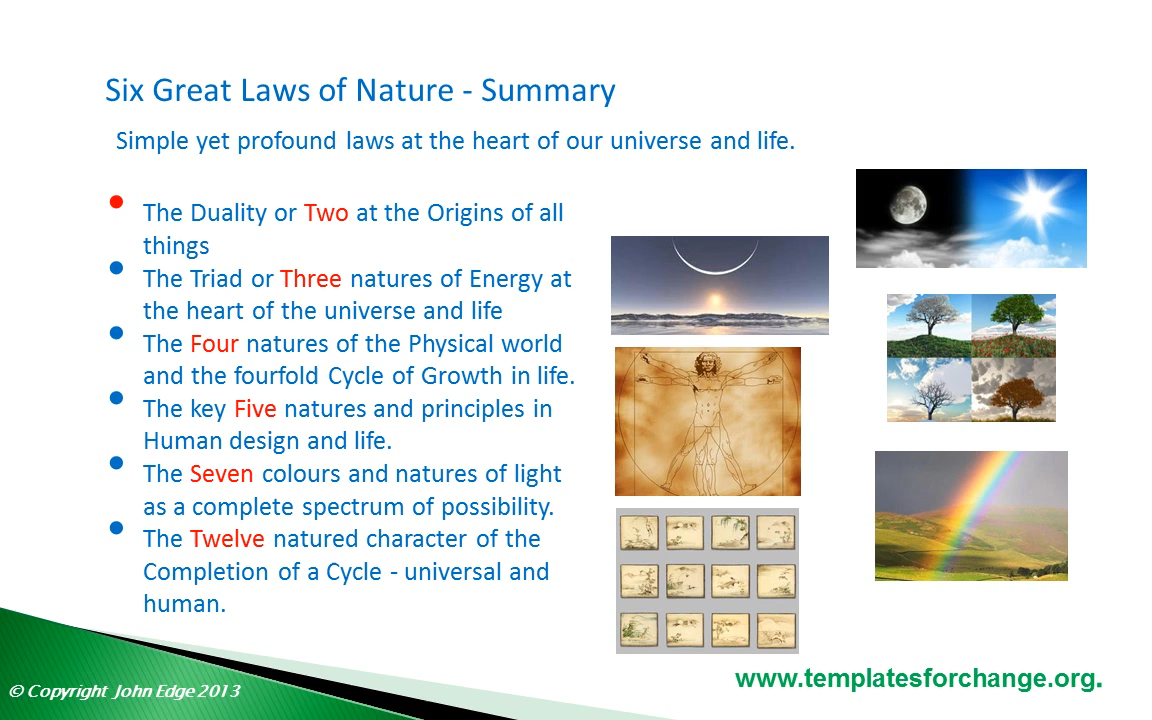 Six Great Laws of Nature - Summary
Simple yet profound laws at the heart of our universe and life.
• The Duality or Two at the Origins of all
things
• The Triad or Three natures of Energy at
the heart of the universe and life
• The Four natures of the Physical world
and the fourfold Cycle of Growth in life.
• The key Five natures and principles in
Human design and life.
• The Seven colours and natures of light
as a complete spectrum of possibility.
• The Twelve natured character of the
Completion of a Cycle - universal and
human.
www.templatesforchange.org.
© Copyright John Edge 2013